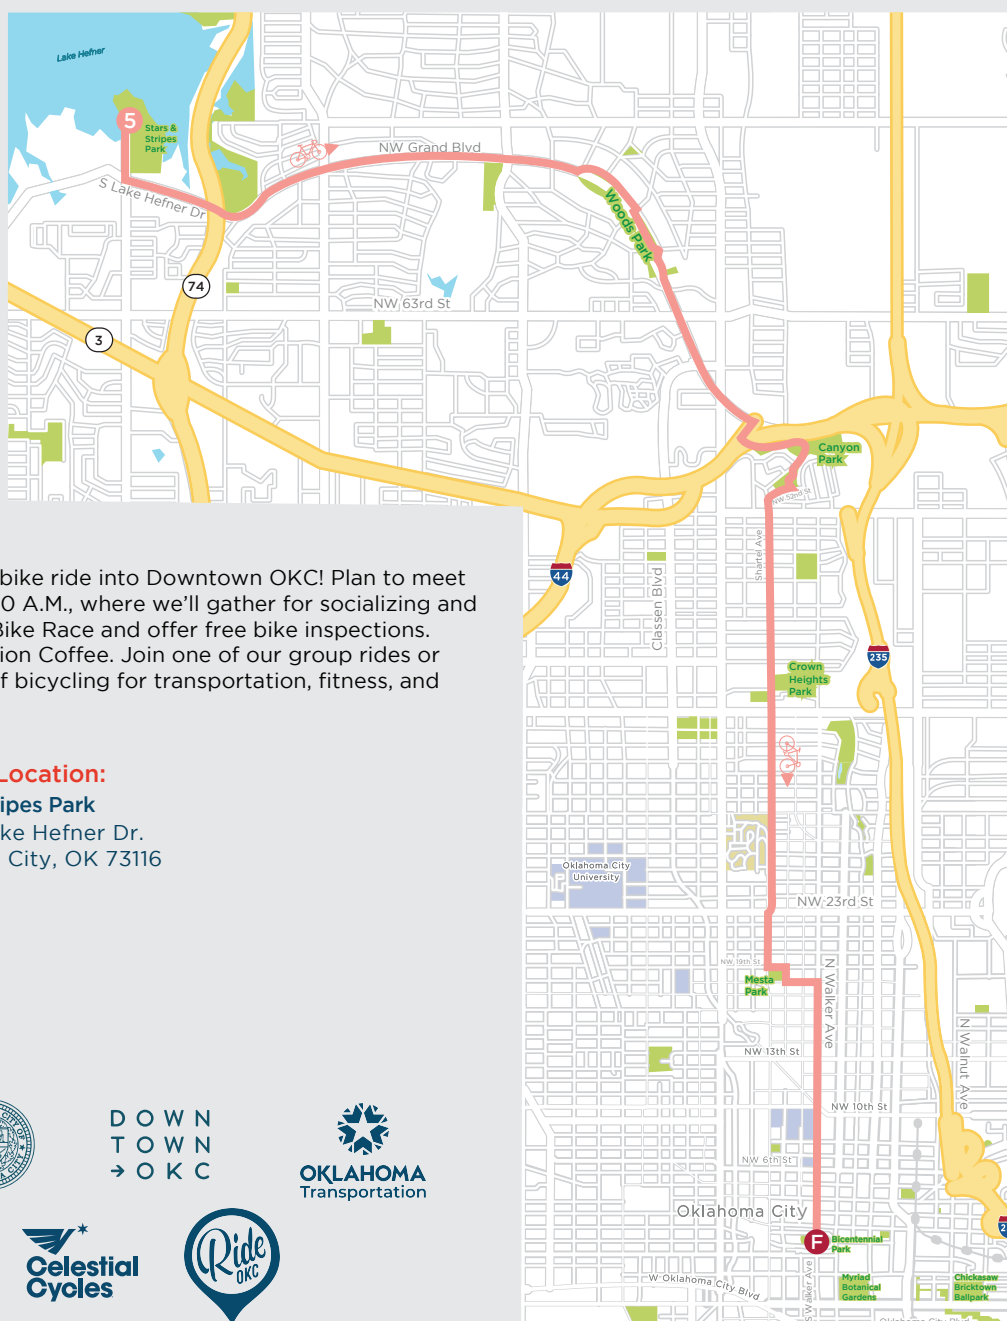 Lake Hefner
5
Stars &
Stripes
Park
S Lake Hefner Dr
NW Grand Blvd
Woods Park
74
NW 63rd St
3
Canyon
Park
NW 52nd St
44
Classen Blvd
Shartel Ave
235
Crown
Heights
Park
bike ride into Downtown OKC! Plan to meet
0 A.M., where we'll gather for socializing and
Bike Race and offer free bike inspections.
ion Coffee. Join one of our group rides or
f bicycling for transportation, fitness, and
Location:
ipes Park
ke Hefner Dr.
City, OK 73116
Oklahoma City
University
NW 23rd St
NW 19th St
Mesta
Park
N Walker Ave
NW 13th St
N Walnut Ave
NW 10th St
NW 6th St
Oklahoma City
F
Bicentennial
Park
W Oklahoma City Blvd
S Walker Ave
Myriad
Botanical
Gardens
Chickasaw
Bricktown
Ballpark
Oklahoma City Blvd
2
DOWN
TOWN
→OKC
OKLAHOMA
Transportation
Celestial
Cycles
Ride
OKC